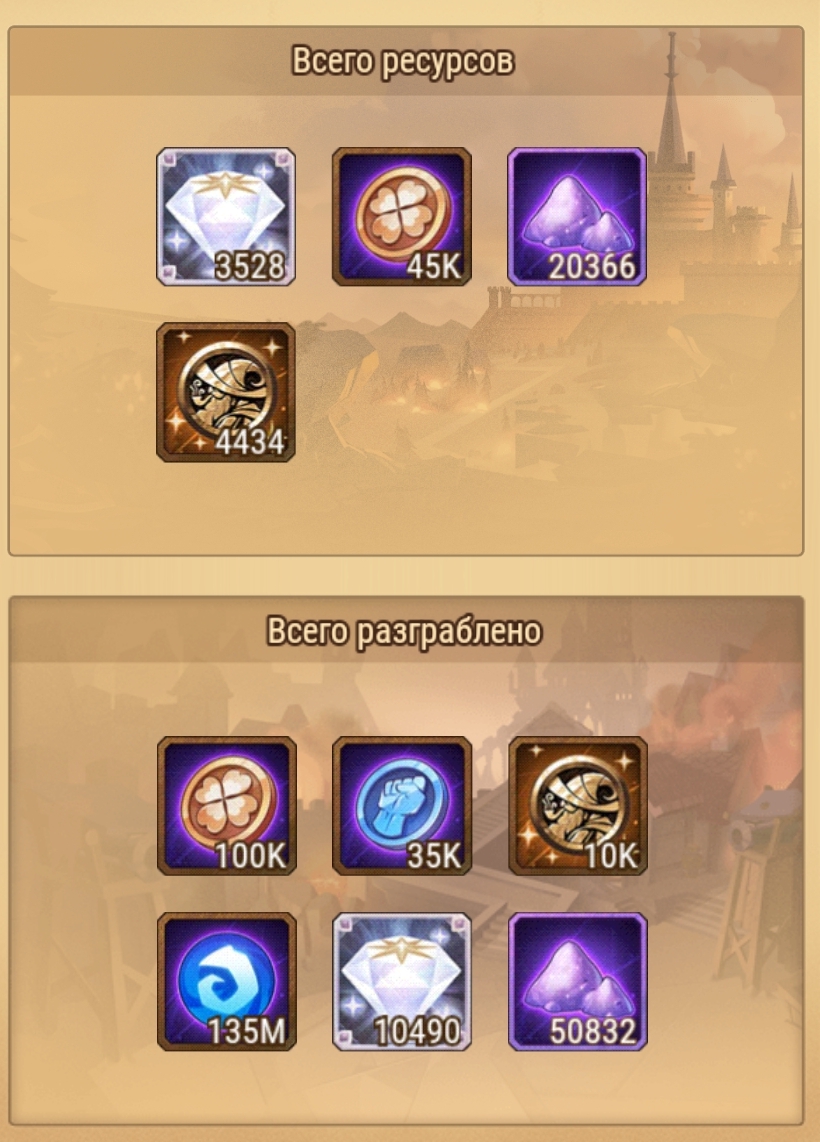 Всего ресурсов
3528 45K 20366
4434
Всего разграблено
100K 35K 10K
135M 10490 50832